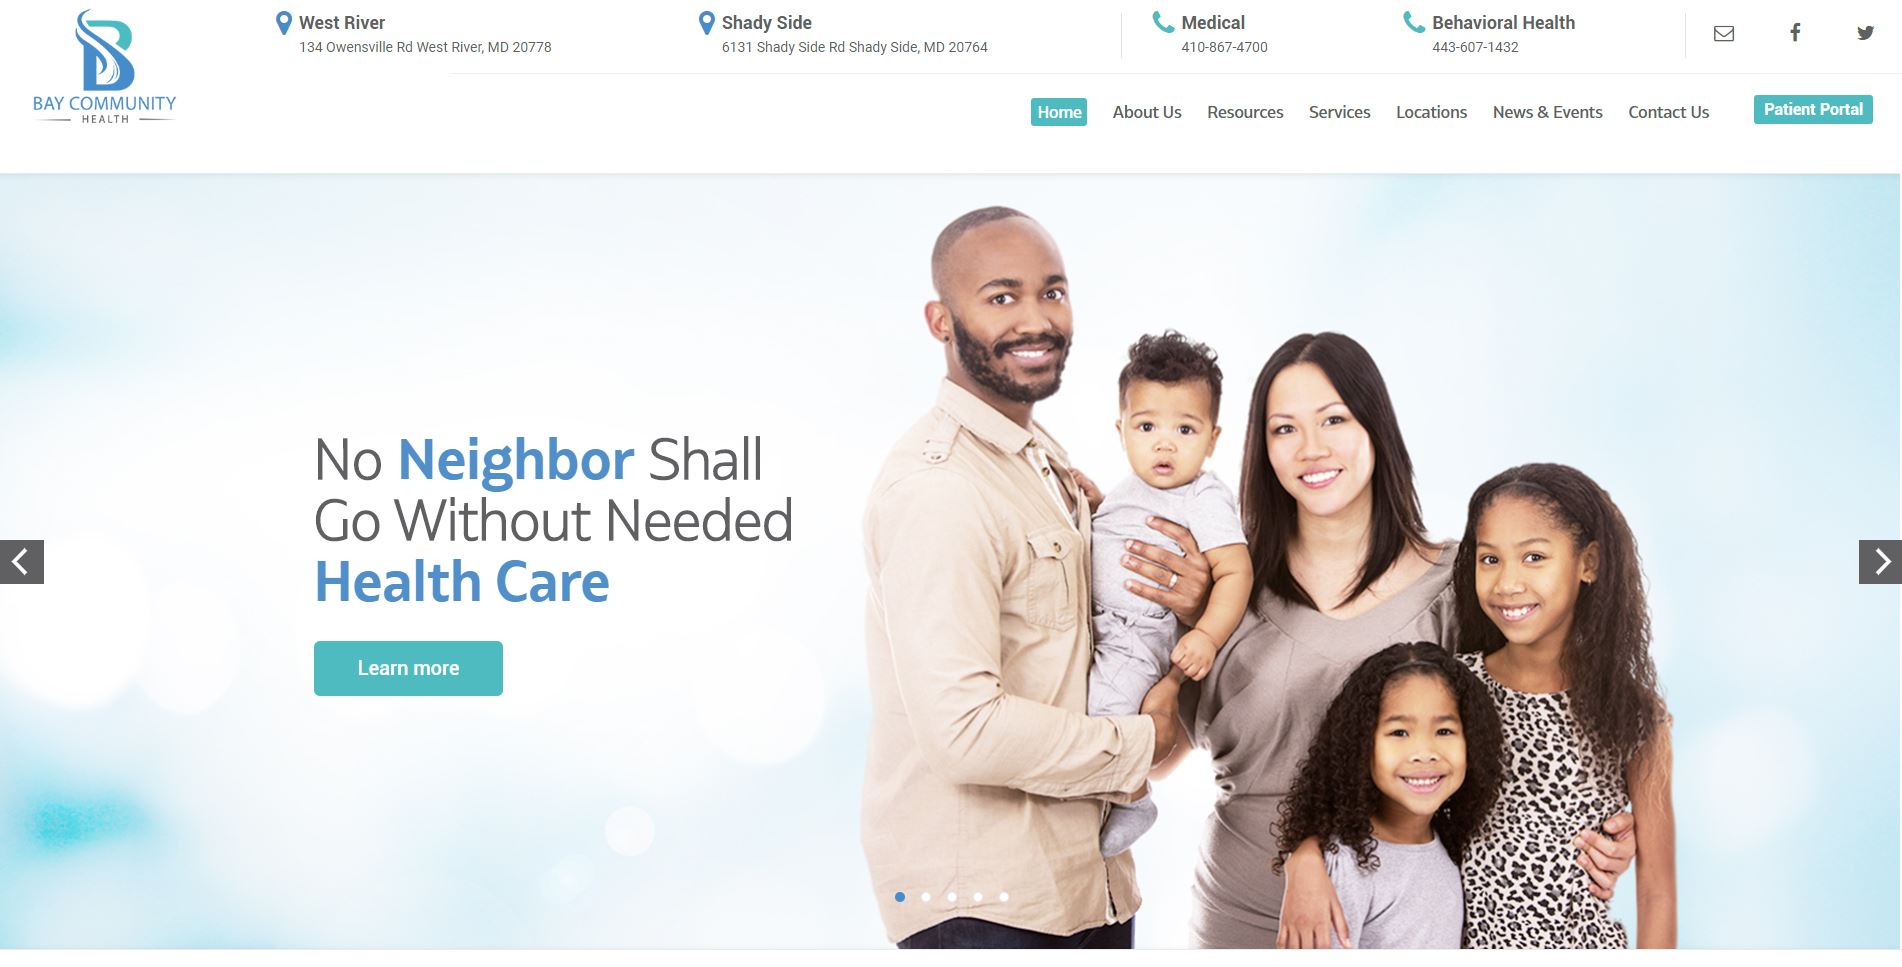 BAY COMMUNITY
HEALTH
West River
134 Owensville Rd West River, MD 20778
Shady Side
6131 Shady Side Rd Shady Side, MD 20764
Medical
410-867-4700
Behavioral Health
443-607-1432
Home About Us Resources Services Locations News & Events Contact Us Patient Portal
No Neighbor Shall
Go Without Needed
Health Care
Learn more